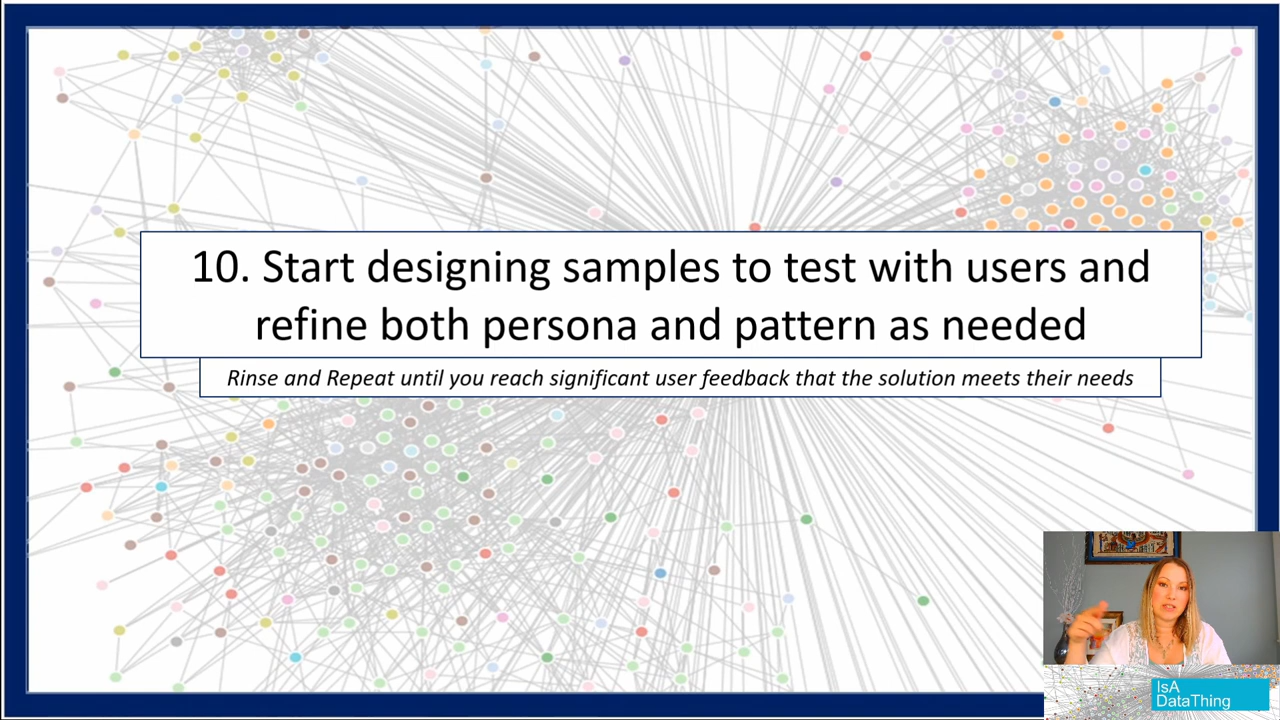 10. Start designing samples to test with users and
refine both persona and pattern as needed
Rinse and Repeat until you reach significant user feedback that the solution meets their needs
IsA
DataThing